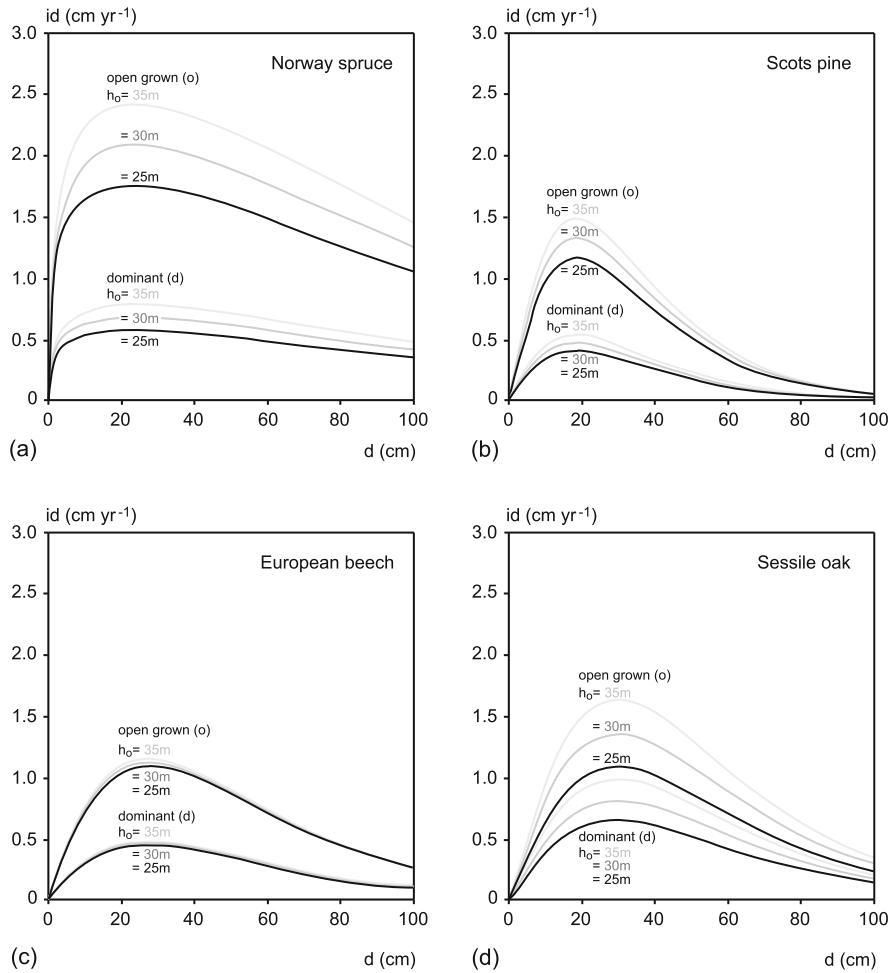 id (cm yr-1)
3.0
Norway spruce
open grown (o)
ho= 35m
2.5
= 30m
2.0
= 25m
1.5
1.0
dominant (d)
ho= 35m
= 30m
0.5
= 25m
0
0 20 40 60 80 100
(a) d (cm)
id (cm yr-1)
3.0
Scots pine
2.5
2.0
open grown (o)
ho= 35m
1.5
= 30m
= 25m
1.0
dominant (d)
ho= 35m
0.5
= 30m
= 25m
0
0 20 40 60 80 100
(b) d (cm)
id (cm yr-1)
3.0
European beech
2.5
2.0
1.5
open grown (o)
ho= 35m
1.0
= 30m
= 25m
dominant (d)
ho= 35m
0.5
= 30m
= 25m
0
0 20 40 60 80 100
(c) d (cm)
id (cm yr-1)
3.0
Sessile oak
2.5
2.0
open grown (o)
ho= 35m
1.5
= 30m
= 25m
1.0
0.5
dominant (d)
ho= 35m
= 30m
= 25m
0
0 20 40 60 80 100
(d) d (cm)